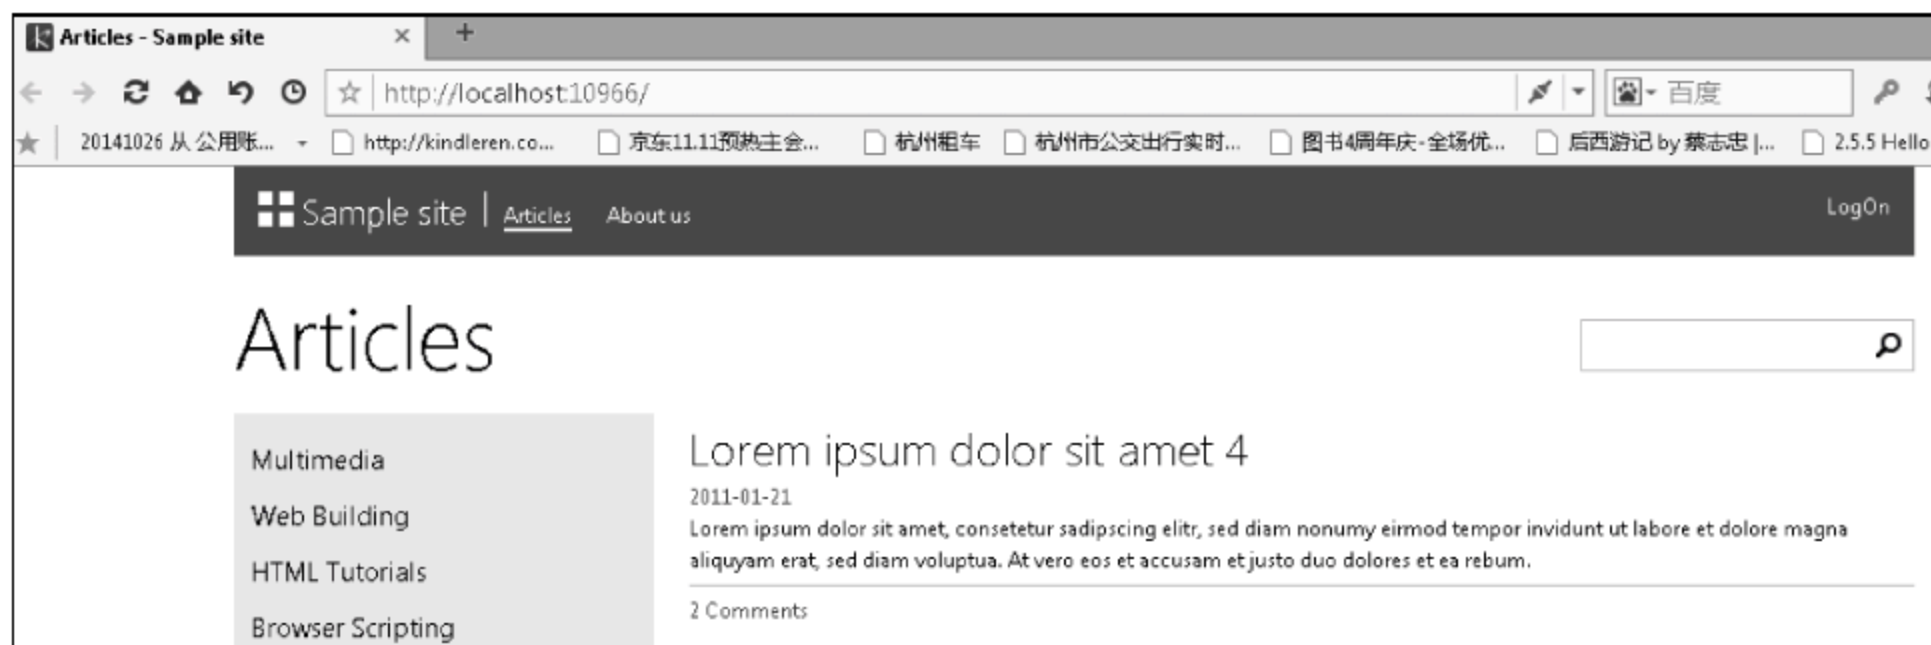 Articles - Sample site
http://localhost:10966/ 百度
20141026 从 公用账... http://kindleren.co... 京东11.11预热主会... 杭州租车 杭州市公交出行实时... 图书4周年庆-全场优... 后西游记 by 蔡志忠 |... 2.5.5 Hello
Sample site | Articles About us LogOn
Articles
Multimedia
Web Building
HTML Tutorials
Browser Scripting
Lorem ipsum dolor sit amet 4
2011-01-21
Lorem ipsum dolor sit amet, consetetur sadipscing elitr, sed diam nonumy eirmod tempor invidunt ut labore et dolore magna
aliquyam erat, sed diam voluptua. At vero eos et accusam et justo duo dolores et ea rebum.
2 Comments